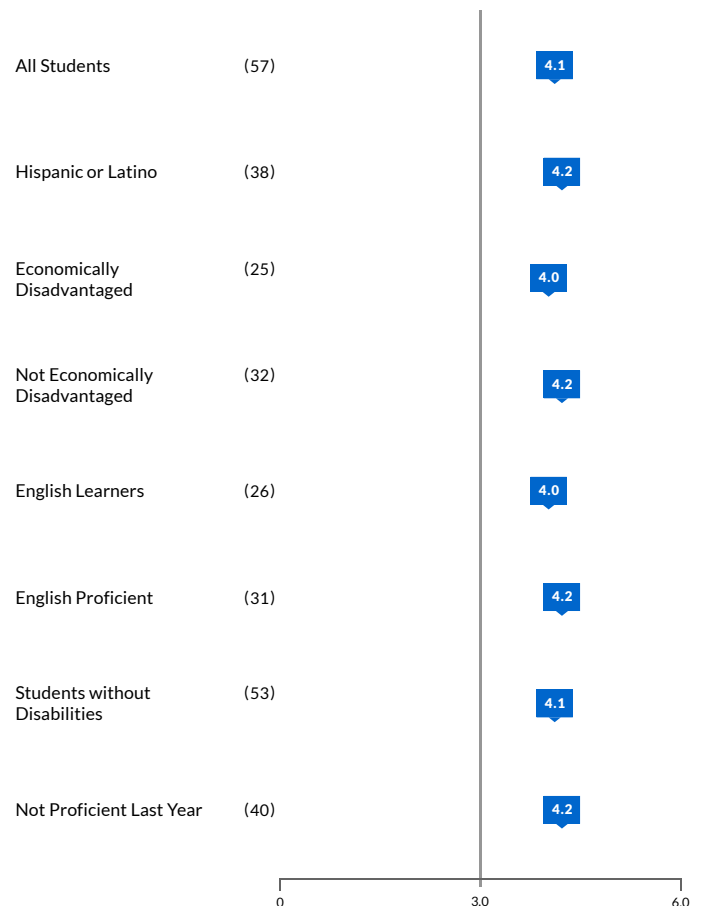 All Students (57) 4.1
Hispanic or Latino (38) 4.2
Economically (25) 4.0
Disadvantaged
Not Economically (32) 4.2
Disadvantaged
English Learners (26) 4.0
English Proficient (31) 4.2
Students without (53) 4.1
Disabilities
Not Proficient Last Year (40) 4.2
0 3.0 6.0